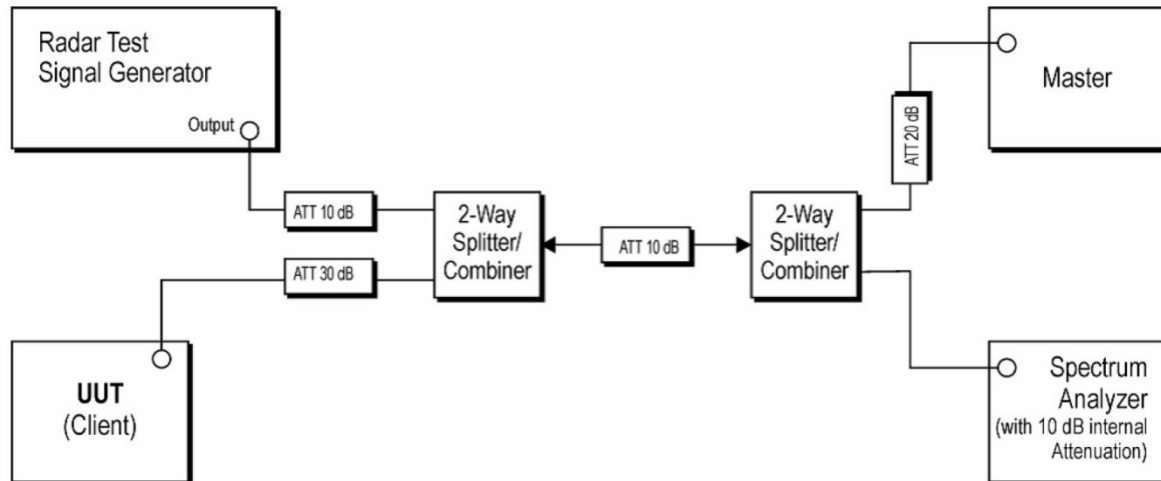 Radar Test
Signal Generator
Output
ATT 10 dB
2-Way
Splitter/
Combiner
ATT 30 dB
UUT
(Client)
ATT 10 dB
2-Way
Splitter/
Combiner
ATT 20 dB
Master
Spectrum
Analyzer
(with 10 dB internal
Attenuation)